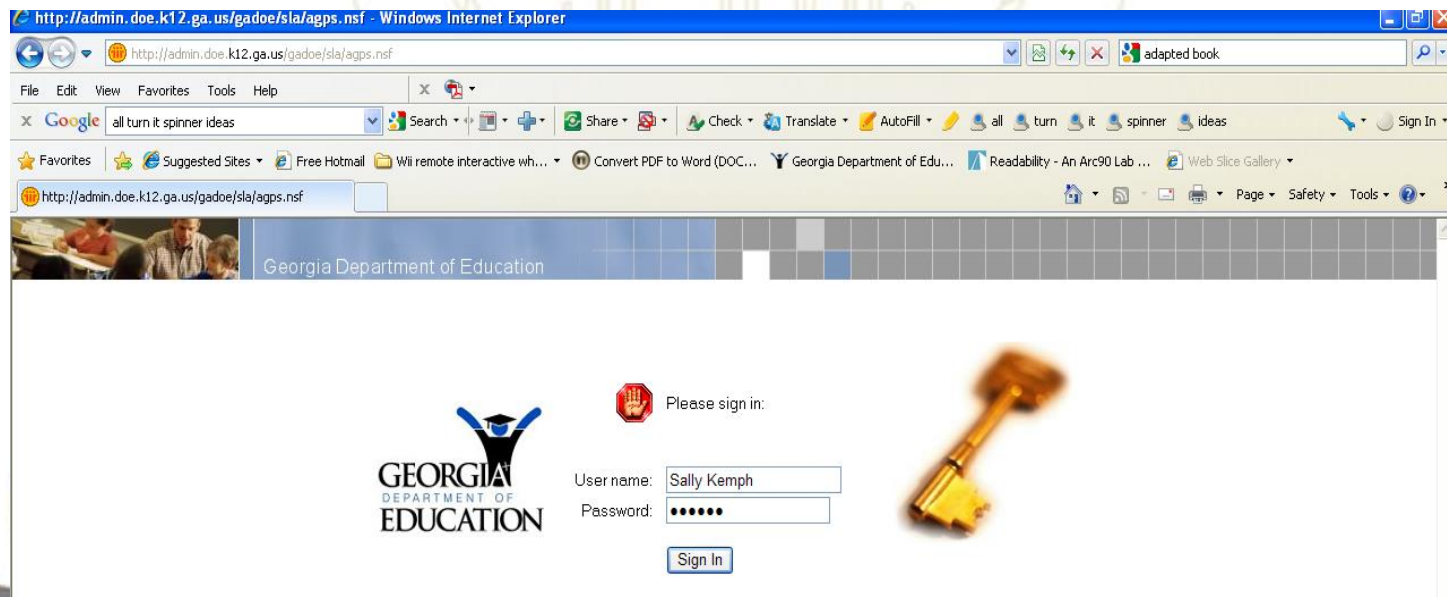 http://admin.doe.k12.ga.us/gadoe/sla/agps.nsf - Windows Internet Explorer
http://admin.doe.k12.ga.us/gadoe/sla/agps.nsf adapted book
File Edit View Favorites Tools Help
x Google all turn it spinner ideas Search Share Check Translate AutoFill all turn it spinner ideas Sign In
Favorites Suggested Sites Free Hotmail Wii remote interactive wh... Convert PDF to Word (DOC... Georgia Department of Edu... Readability - An Arc90 Lab ... Web Slice Gallery
http://admin.doe.k12.ga.us/gadoe/sla/agps.nsf Page Safety Tools
Georgia Department of Education
Please sign in:
GEORGIA
DEPARTMENT OF
EDUCATION
User name: Sally Kemph
Password: ••••••
Sign In